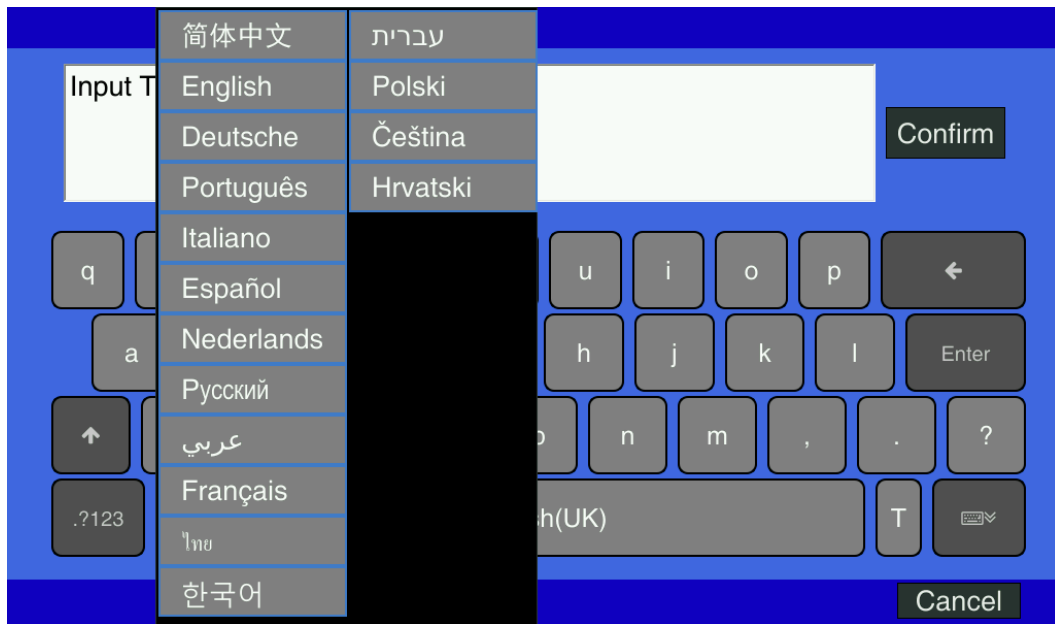 简体中文
English
Deutsche
Português
Italiano
Español
Nederlands
Русский
عربي
Français
ไทย
한국어
עברית
Polski
Čeština
Hrvatski
Input T
Confirm
q
u
i
o
p
a
h
j
k
l
Enter
n
m
,
.
?
.?123
h(UK)
T
Cancel